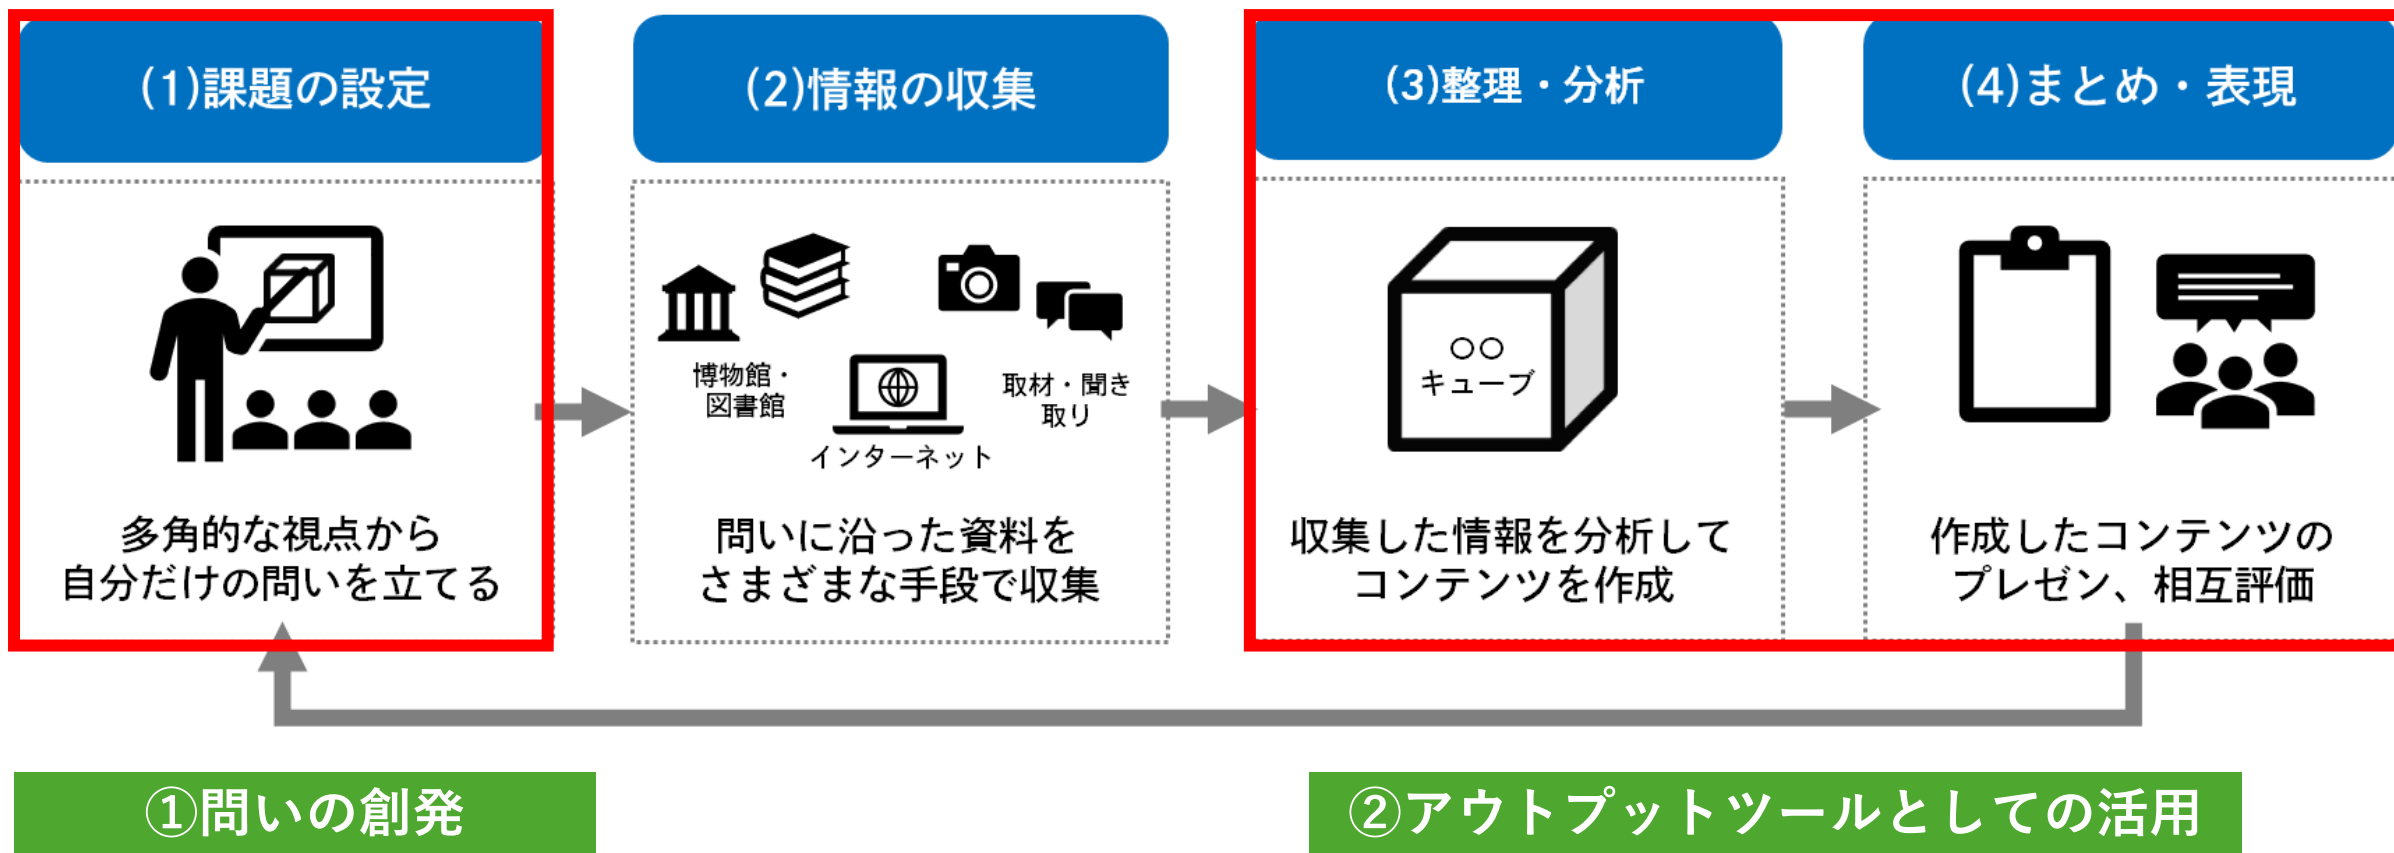 (1)課題の設定
(2)情報の収集
(3)整理・分析
(4)まとめ・表現
博物館・
図書館
インターネット
取材・聞き
取り
○○
キューブ
多角的な視点から
自分だけの問いを立てる
問いに沿った資料を
さまざまな手段で収集
収集した情報を分析して
コンテンツを作成
作成したコンテンツの
プレゼン、相互評価
①問いの創発
②アウトプットツールとしての活用